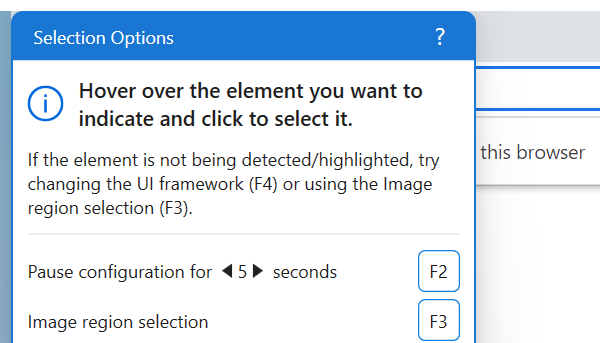 Selection Options ?
Hover over the element you want to
indicate and click to select it.
If the element is not being detected/highlighted, try
changing the UI framework (F4) or using the Image
region selection (F3).
this browser
Pause configuration for ◀ 5 ▶ seconds F2
Image region selection F3